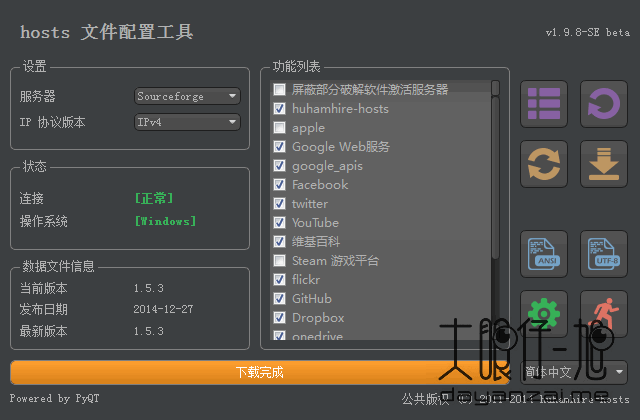 hosts 文件配置工具
v1.9.8-SE beta
设置
服务器
Sourceforge
IP 协议版本
IPv4
状态
连接
[正常]
操作系统
[Windows]
数据文件信息
当前版本
1.5.3
发布日期
2014-12-27
最新版本
1.5.3
功能列表
屏蔽部分破解软件激活服务器
huhamhire-hosts
apple
Google Web服务
google_apis
Facebook
twitter
YouTube
维基百科
Steam 游戏平台
flickr
GitHub
Dropbox
onedrive
ANSI
UTF-8
大眼仔~旭
下载完成
简体中文
dayanzai.me
Powered by PyQT
公共版权 (C) 2011-2014 huhamhire-hosts